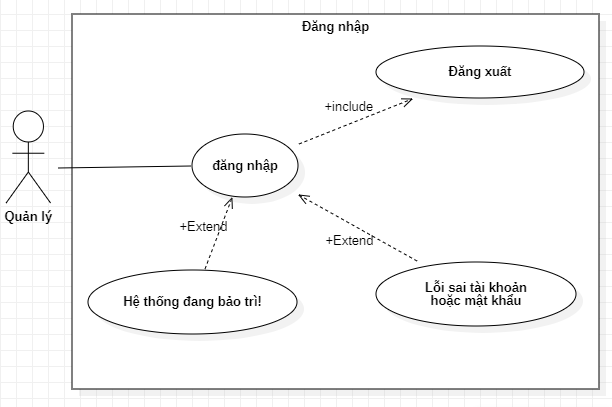 Đăng nhập
Đăng xuất
+include
đăng nhập
Quản lý
+Extend
+Extend
Hệ thống đang bảo trì!
Lỗi sai tài khoản
hoặc mật khẩu